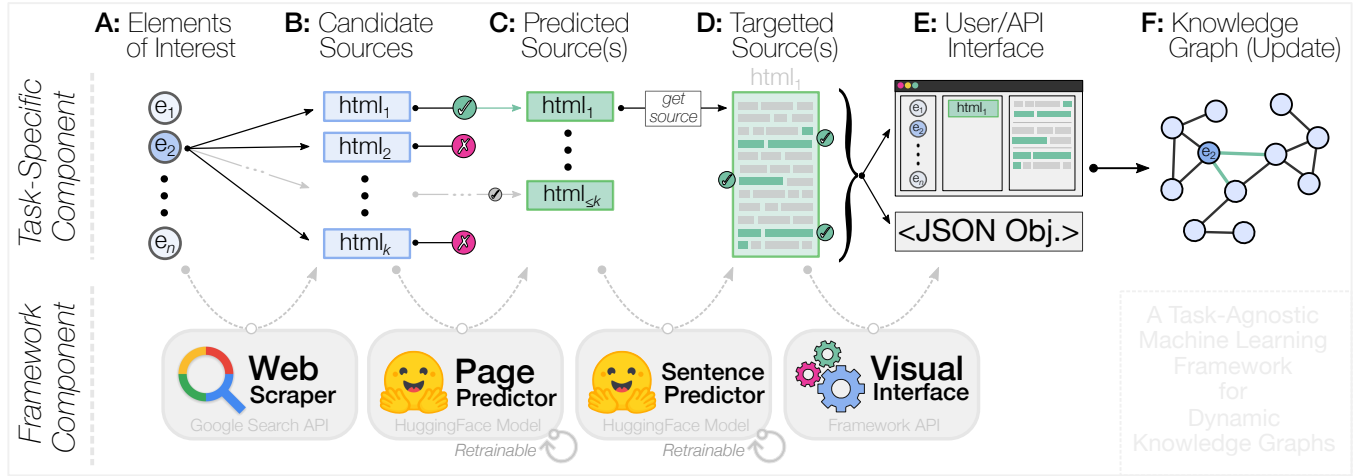 A: Elements
of Interest
B: Candidate
Sources
C: Predicted
Source(s)
D: Targetted
Source(s)
E: User/API
Interface
F: Knowledge
Graph (Update)
Task-Specific
Component
e1
e2
en
html1
html2
htmlk
html1
html≤k
get
source
html1
e1
e2
en
html1
<JSON Obj.>
e2
Framework
Component
Web
Scraper
Google Search API
Page
Predictor
HuggingFace Model
Retrainable
Sentence
Predictor
HuggingFace Model
Retrainable
Visual
Interface
Framework API
A Task-Agnostic
Machine Learning
Framework
for
Dynamic
Knowledge Graphs